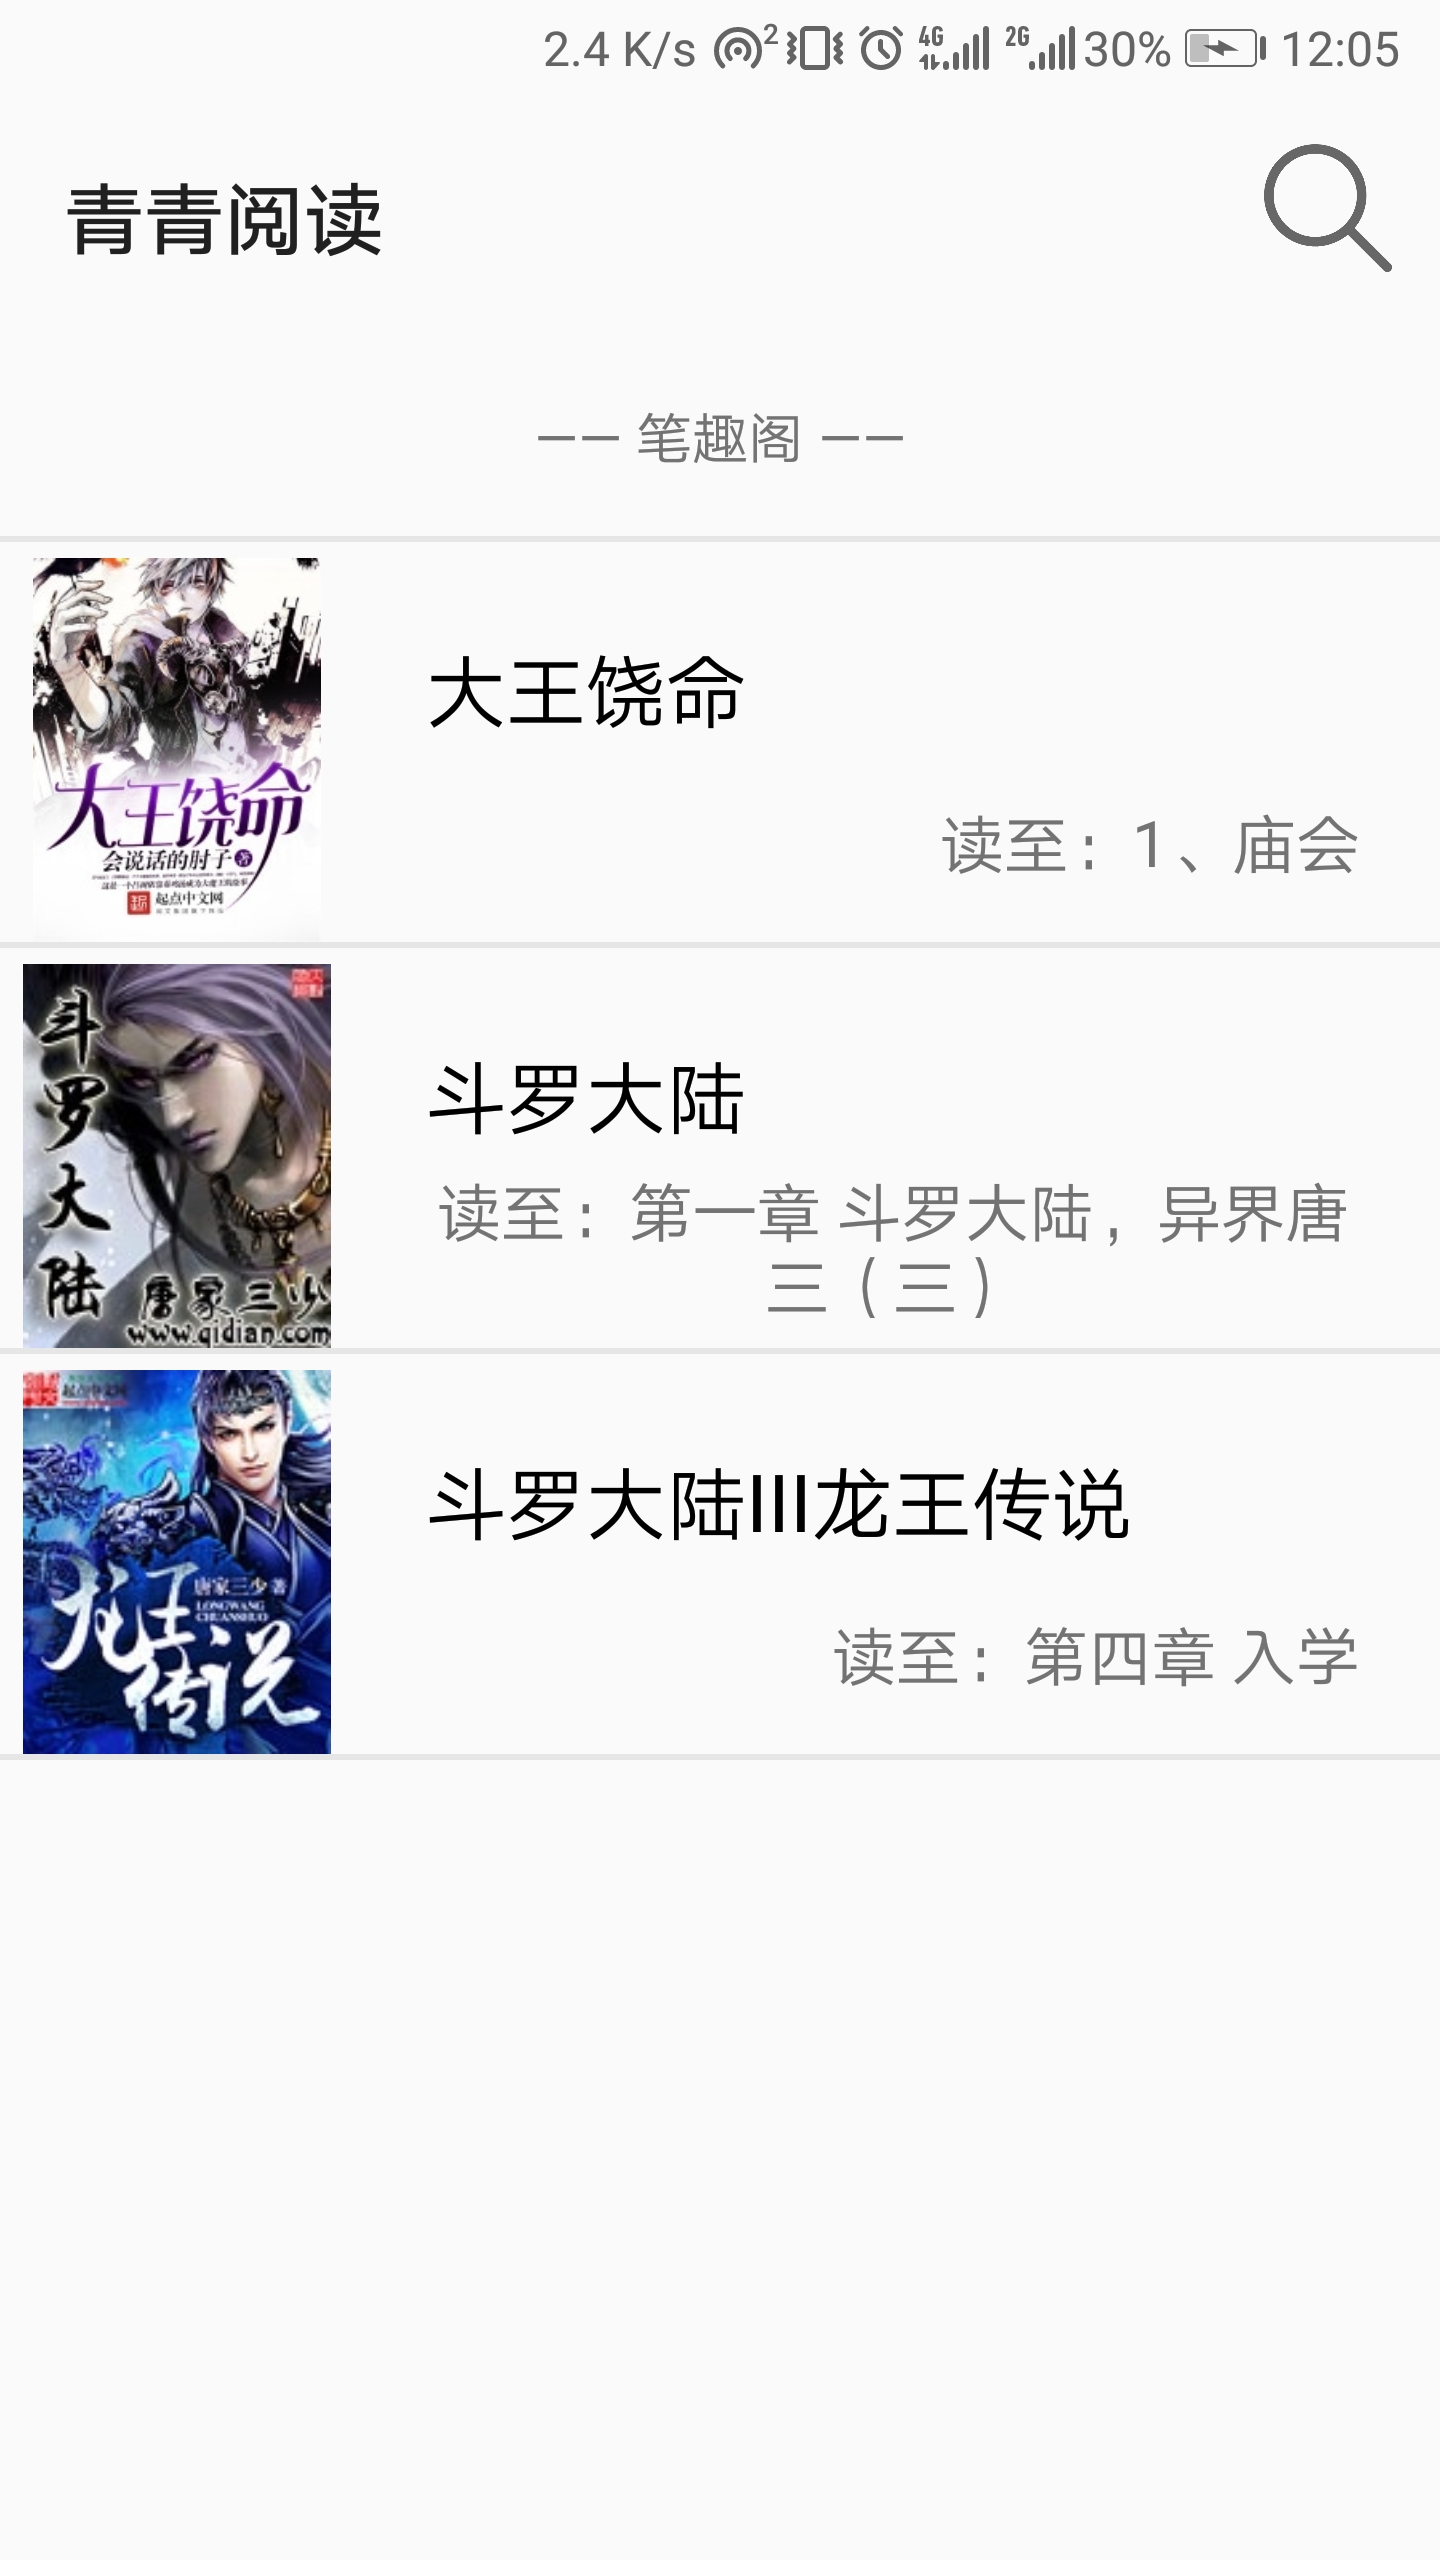 2.4 K/s 2 4G 2G 30% 12:05
青青阅读
—— 笔趣阁 ——
大王饶命
会说话的肘子 著
起点中文网
大王饶命
读至：1、庙会
斗罗大陆
唐家三少
www.qidian.com
斗罗大陆
读至：第一章 斗罗大陆，异界唐
三（三）
起点中文网
唐家三少 著
LONGWANG
CHUANSHUO
龙王传说
斗罗大陆III龙王传说
读至：第四章 入学